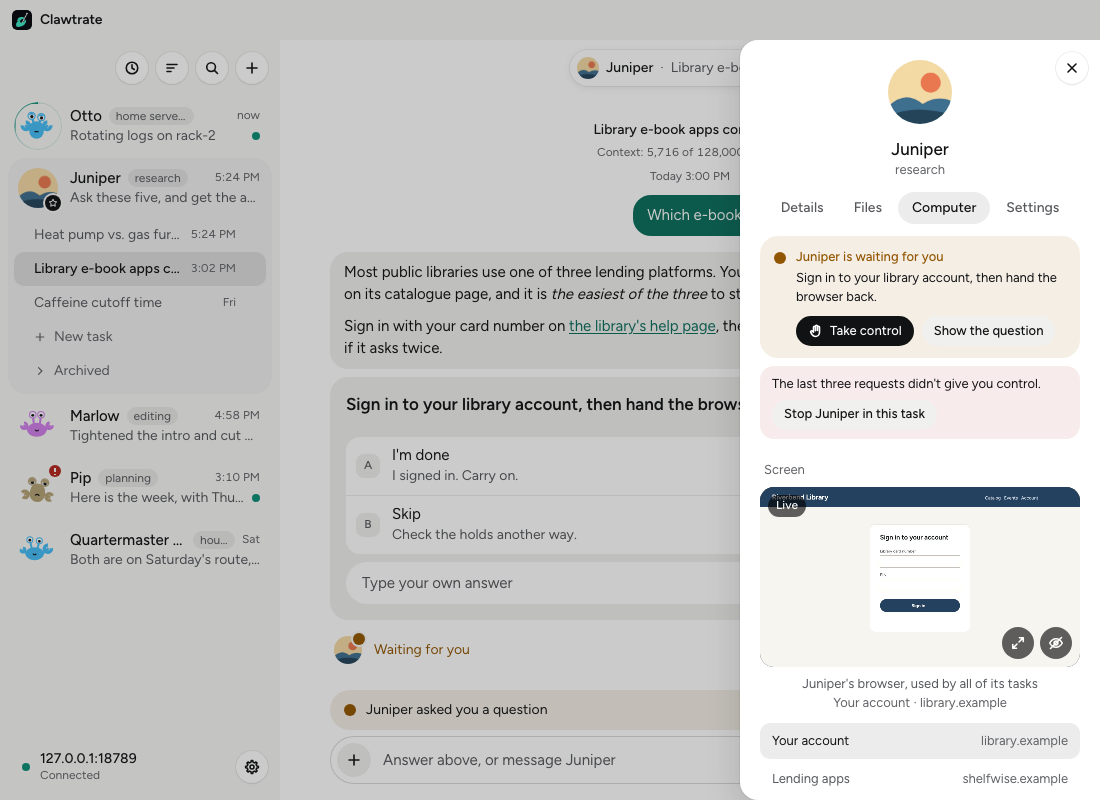 Clawtrate
Otto
home serve…
now
Rotating logs on rack-2
Juniper
research
5:24 PM
Ask these five, and get the a…
Heat pump vs. gas fur…
5:24 PM
Library e-book apps c…
3:02 PM
Caffeine cutoff time
Fri
New task
Archived
Marlow
editing
4:58 PM
Tightened the intro and cut …
Pip
planning
3:10 PM
Here is the week, with Thu…
Quartermaster …
hou…
Sat
Both are on Saturday's route,…
127.0.0.1:18789
Connected
Juniper · Library e-b
Library e-book apps co
Context: 5,716 of 128,000
Today 3:00 PM
Which e-book
Most public libraries use one of three lending platforms. You
on its catalogue page, and it is the easiest of the three to st
Sign in with your card number on the library's help page, the
if it asks twice.
Sign in to your library account, then hand the brows
A
I'm done
I signed in. Carry on.
B
Skip
Check the holds another way.
Type your own answer
Waiting for you
Juniper asked you a question
Answer above, or message Juniper
Juniper
research
Details
Files
Computer
Settings
Juniper is waiting for you
Sign in to your library account, then hand the
browser back.
Take control
Show the question
The last three requests didn't give you control.
Stop Juniper in this task
Screen
Riverbend Library
Catalog Events Account
Live
Sign in to your account
Library card number
PIN
Sign in
Juniper's browser, used by all of its tasks
Your account · library.example
Your account
library.example
Lending apps
shelfwise.example